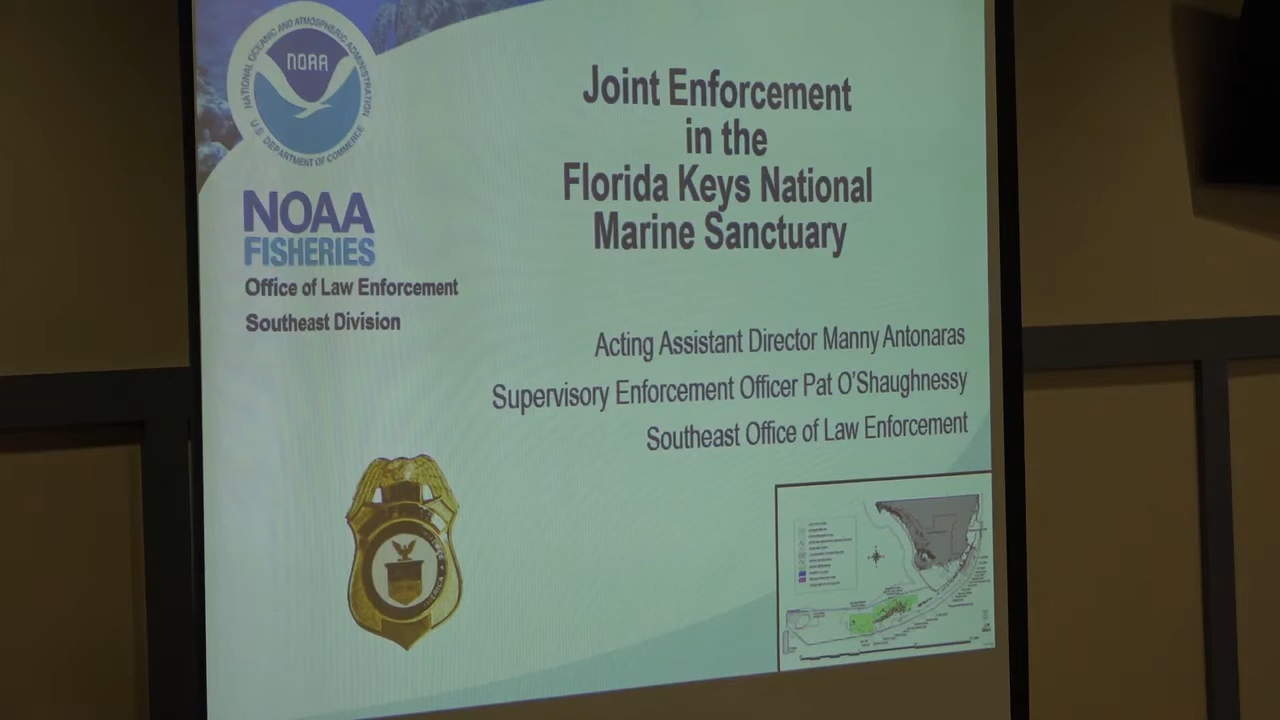 NATIONAL OCEANIC AND ATMOSPHERIC ADMINISTRATION
U.S. DEPARTMENT OF COMMERCE
NOAA
Joint Enforcement
in the
Florida Keys National
Marine Sanctuary
NOAA
FISHERIES
Office of Law Enforcement
Southeast Division
Acting Assistant Director Manny Antonaras
Supervisory Enforcement Officer Pat O'Shaughnessy
Southeast Office of Law Enforcement
AMERICA